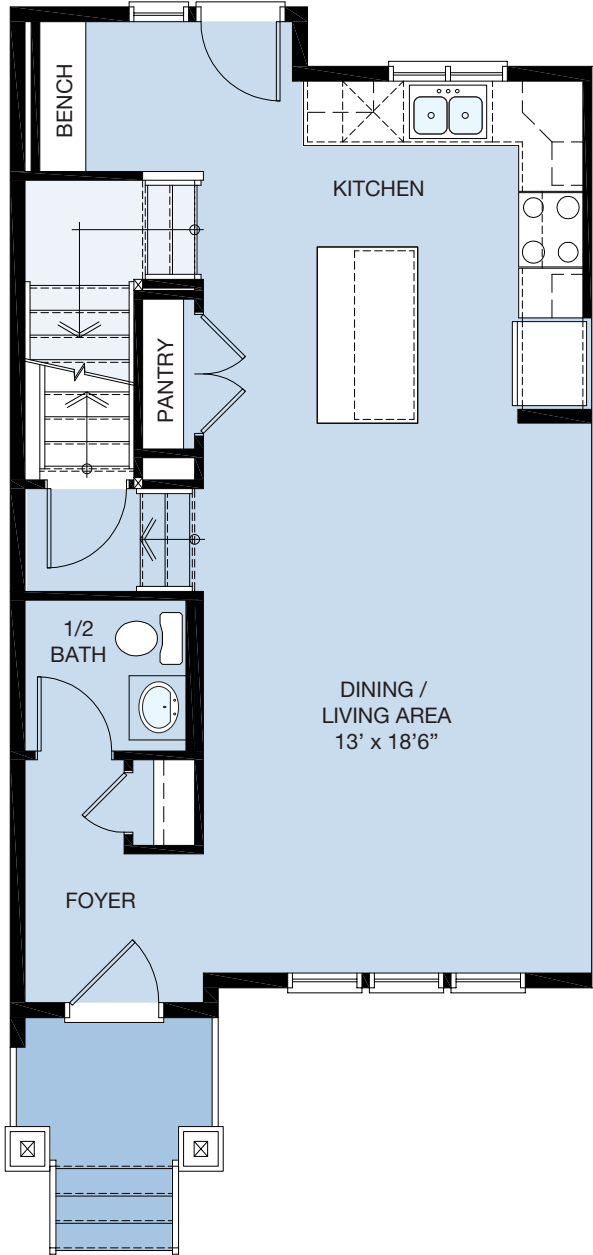 BENCH
KITCHEN
PANTRY
1/2
BATH
DINING /
LIVING AREA
13’ x 18’6”
FOYER